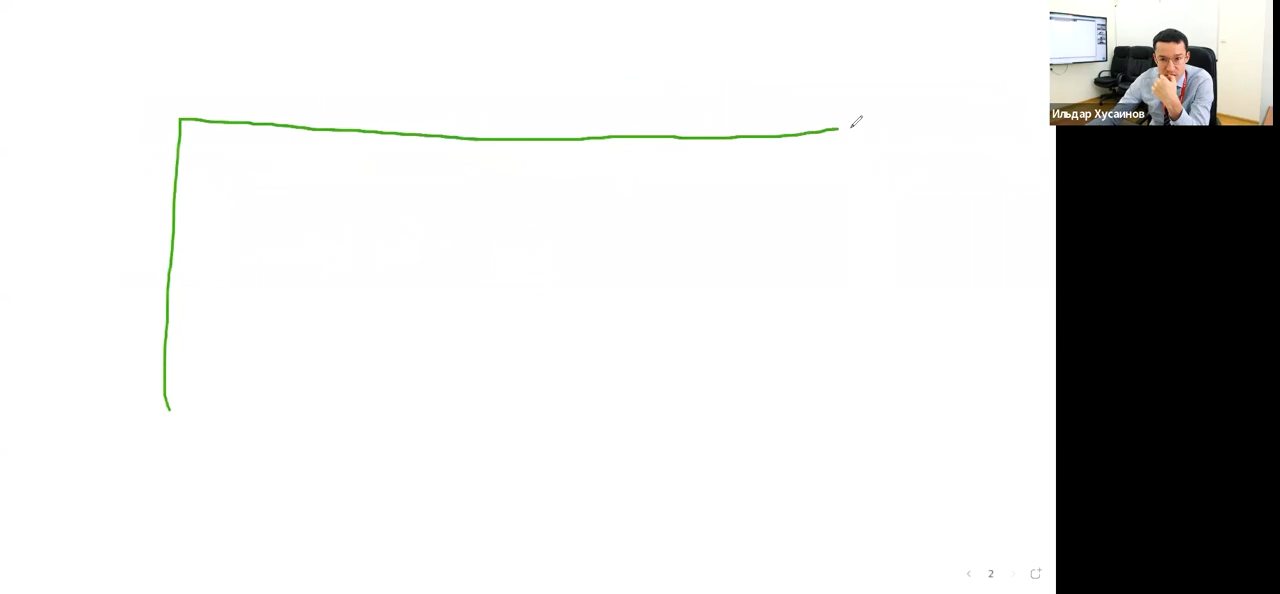 Ильдар Хусаинов
2